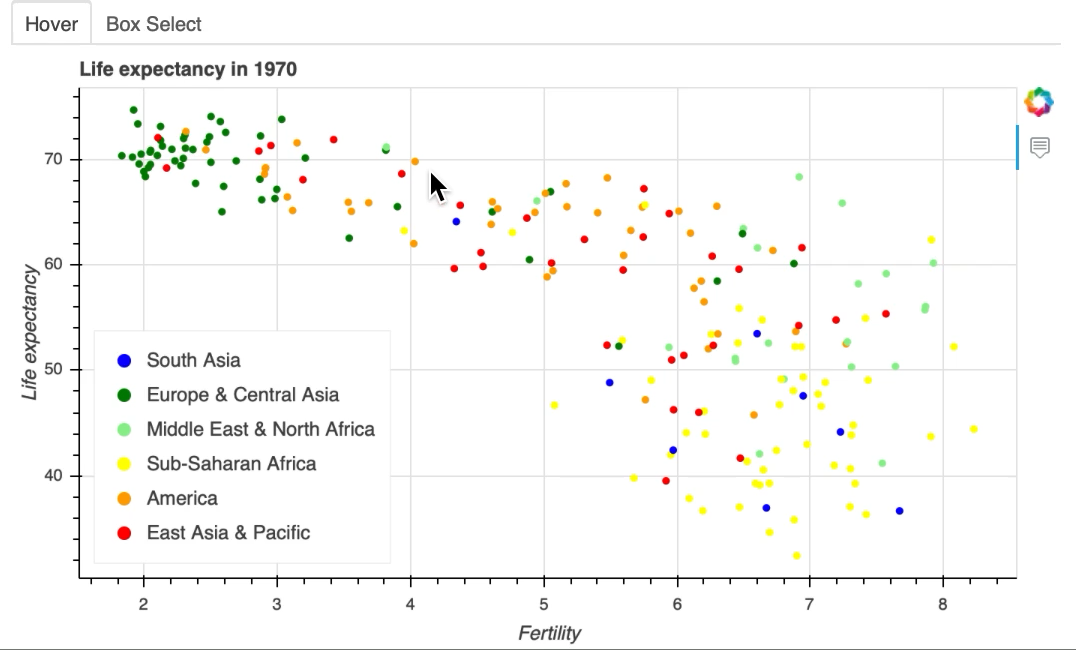 Hover Box Select
Life expectancy in 1970
Life expectancy
70
60
50
40
South Asia
Europe & Central Asia
Middle East & North Africa
Sub-Saharan Africa
America
East Asia & Pacific
2 3 4 5 6 7 8
Fertility